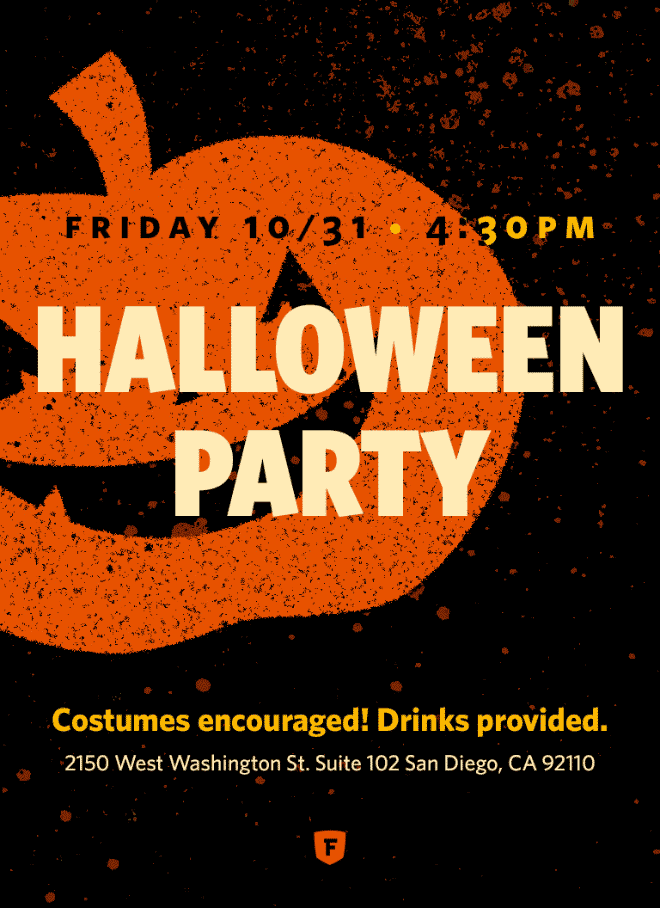 FRIDAY 10/31 • 4:30PM
HALLOWEEN
PARTY
Costumes encouraged! Drinks provided.
2150 West Washington St. Suite 102 San Diego, CA 92110
F